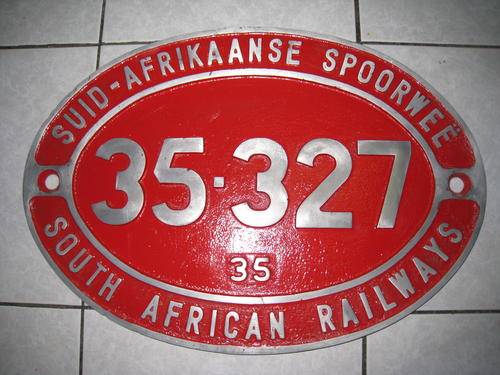 SUID-AFRIKAANSE SPOORWEË
35-327
35
SOUTH AFRICAN RAILWAYS